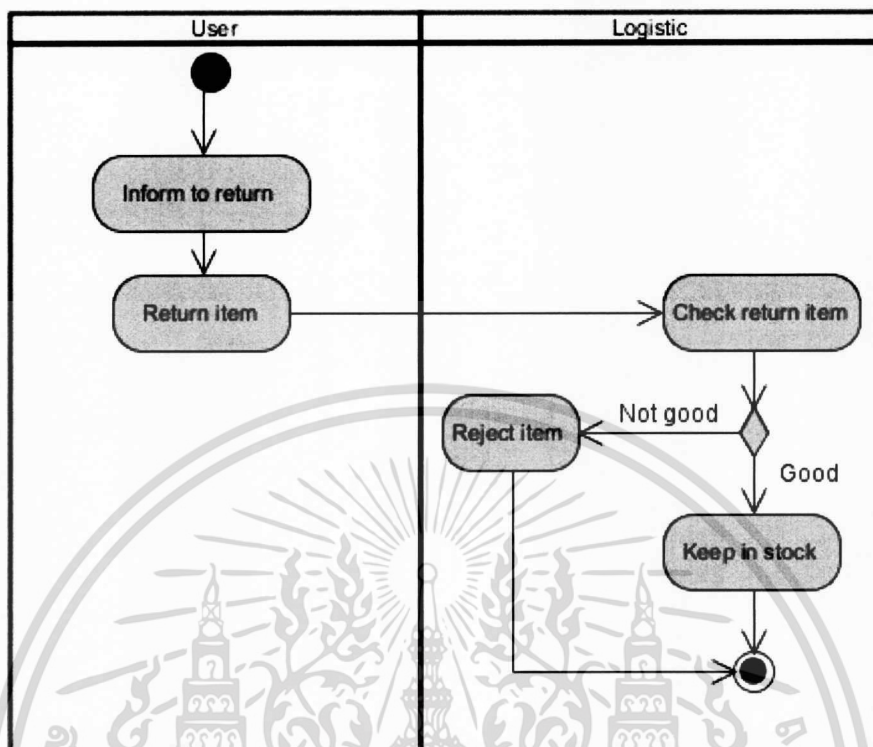 User
Logistic
Inform to return
Return item
Check return item
Not good
Reject item
Good
Keep in stock